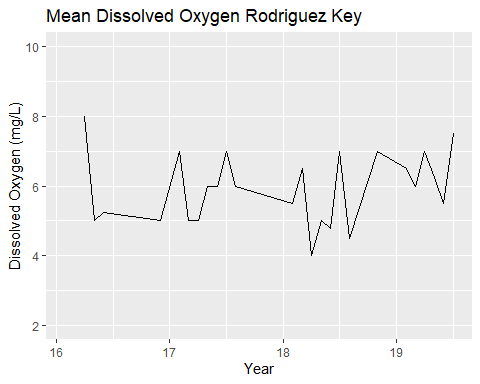 Mean Dissolved Oxygen Rodriguez Key
Dissolved Oxygen (mg/L)
10
8
6
4
2
16 17 18 19
Year